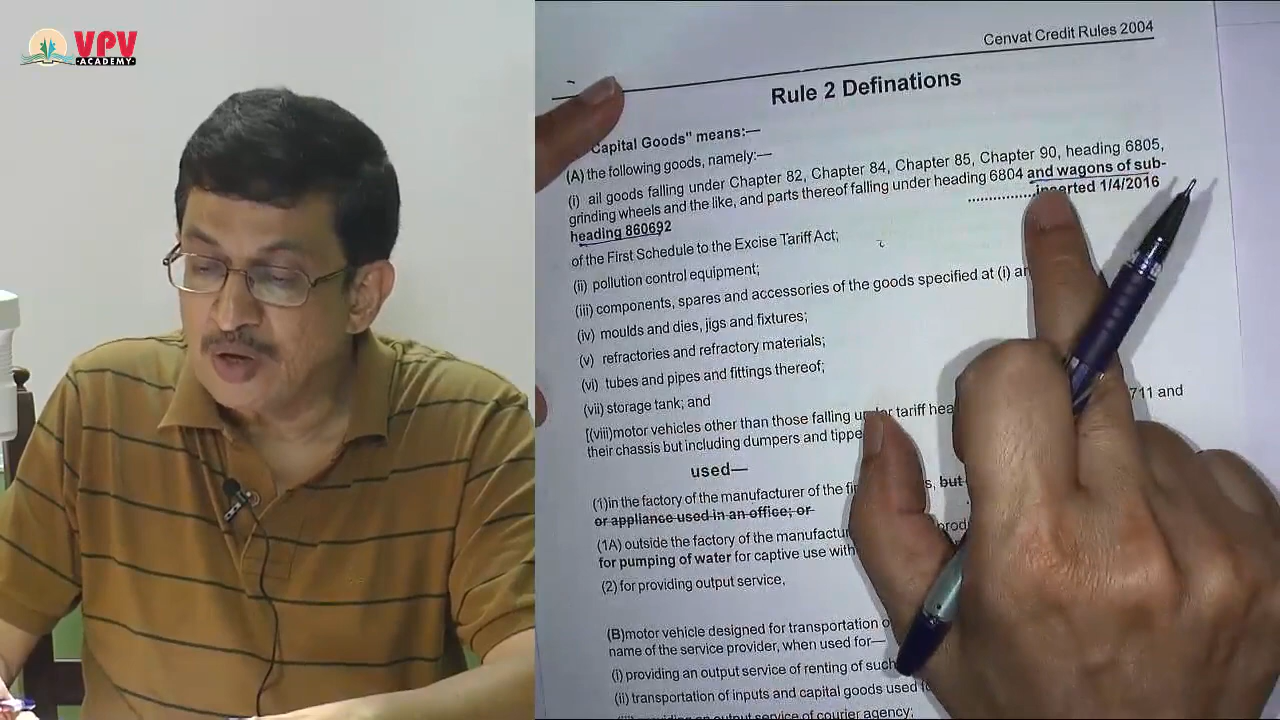 VPV
ACADEMY
Cenvat Credit Rules 2004
Rule 2 Definations
Capital Goods" means:—
(A) the following goods, namely:—
(i) all goods falling under Chapter 82, Chapter 84, Chapter 85, Chapter 90, heading 6805,
grinding wheels and the like, and parts thereof falling under heading 6804 and wagons of sub-
heading 860692 ..................inserted 1/4/2016
of the First Schedule to the Excise Tariff Act;
(ii) pollution control equipment;
(iii) components, spares and accessories of the goods specified at (i)
(iv) moulds and dies, jigs and fixtures;
(v) refractories and refractory materials;
(vi) tubes and pipes and fittings thereof;
(vii) storage tank; and
[(viii)motor vehicles other than those falling under tariff 711 and
their chassis but including dumpers and
used—
(1)in the factory of the manufacturer of the but
or appliance used in an office; or
(1A) outside the factory of the
for pumping of water for captive use
(2) for providing output service,
(B)motor vehicle designed for transportation
name of the service provider, when used for—
(i) providing an output service of renting of such
(ii) transportation of inputs and capital goods used
providing an output service of courier agency;